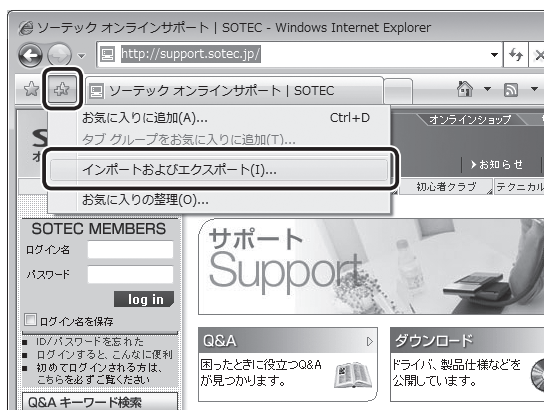 ソーテック オンラインサポート | SOTEC - Windows Internet Explorer
http://support.sotec.jp/
ソーテック オンラインサポート | SOTEC
お気に入りに追加(A)... Ctrl+D
タブ グループをお気に入りに追加(T)...
インポートおよびエクスポート(I)...
お気に入りの整理(O)...
オンラインショップ
お知らせ
初心者クラブ
テクニカル
SOTEC MEMBERS
ログイン名
パスワード
log in
ログイン名を保存
ID/パスワードを忘れた
ログインすると、こんなに便利
初めてログインされる方は、
こちらを必ずご覧ください
Q&A キーワード検索
サポート
Support
Q&A
困ったときに役立つQ&A
が見つかります。
ダウンロード
ドライバ、製品仕様などを
公開しています。